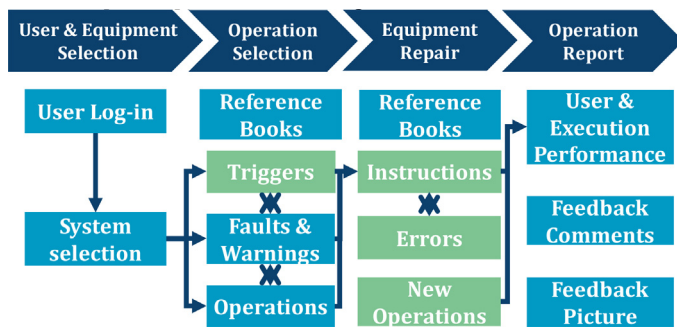 User & Equipment
Selection
Operation
Selection
Equipment
Repair
Operation
Report
User Log-in
System
selection
Reference
Books
Triggers
Faults &
Warnings
Operations
Reference
Books
Instructions
Errors
New
Operations
User &
Execution
Performance
Feedback
Comments
Feedback
Picture